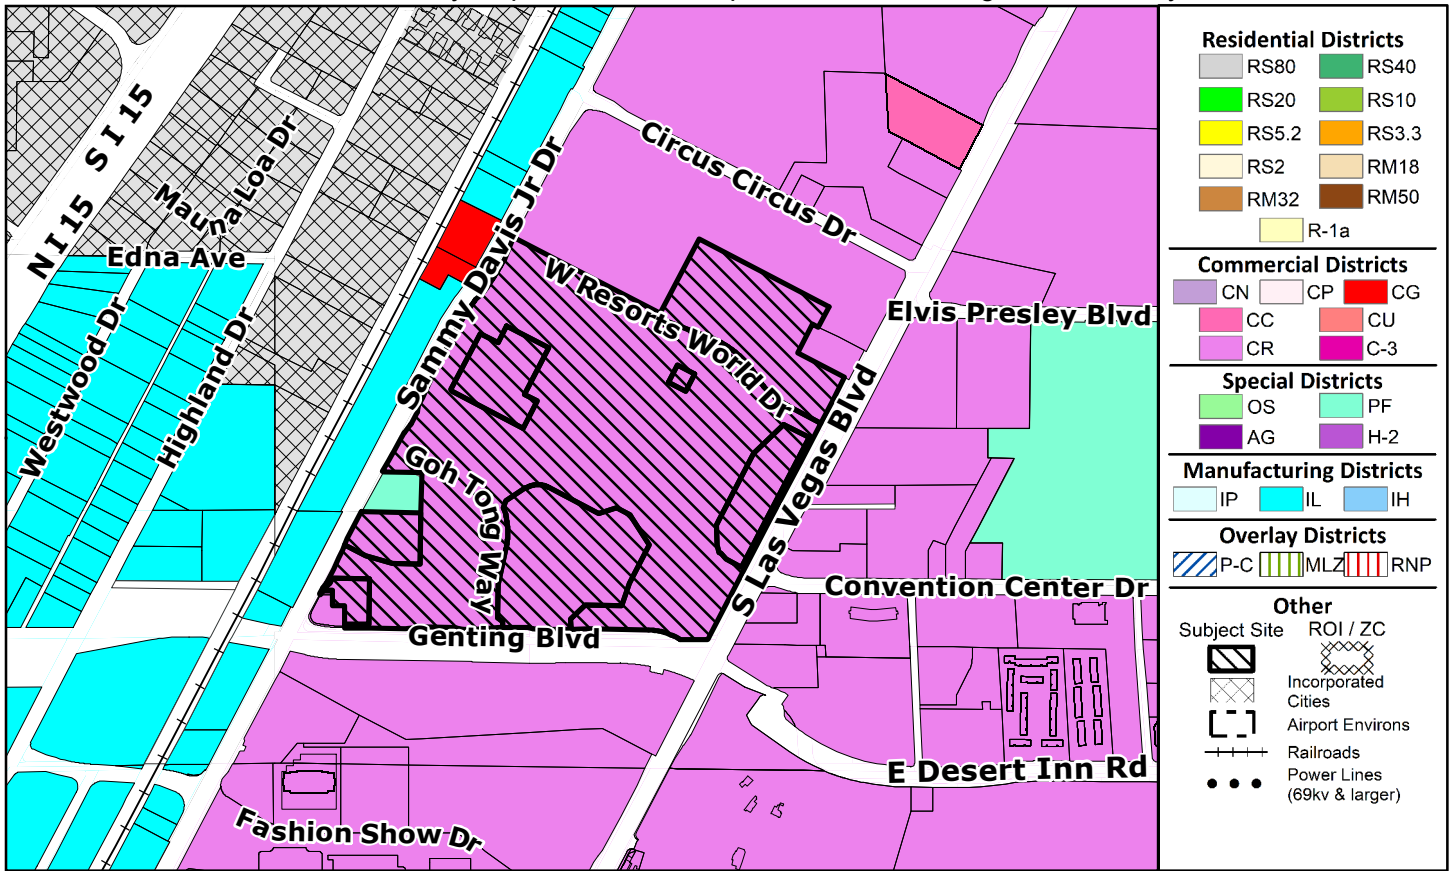 N I 15 S I 15
Mauna Loa Dr
Edna Ave
Westwood Dr
Highland Dr
Sammy Davis Jr Dr
Circus Circus Dr
W Resorts World Dr
Elvis Presley Blvd
S Las Vegas Blvd
Goh Tong Way
Convention Center Dr
Genting Blvd
E Desert Inn Rd
Fashion Show Dr
Residential Districts
RS80 RS40
RS20 RS10
RS5.2 RS3.3
RS2 RM18
RM32 RM50
R-1a
Commercial Districts
CN CP CG
CC CU
CR C-3
Special Districts
OS PF
AG H-2
Manufacturing Districts
IP IL IH
Overlay Districts
P-C MLZ RNP
Other
Subject Site ROI / ZC
Incorporated
Cities
Airport Environs
Railroads
Power Lines
(69kv & larger)